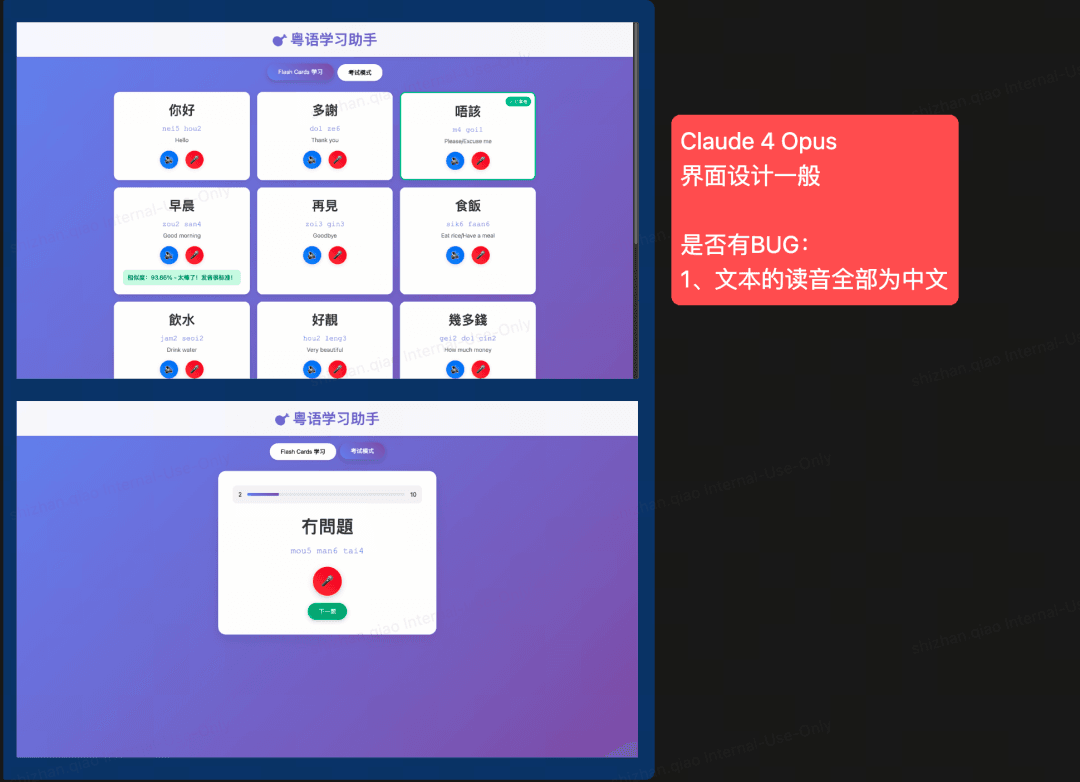 粤语学习助手
Flash Cards 学习 考试模式
你好 多謝 唔該
nei5 hou2 do1 ze6 m4 goi1
Hello Thank you Please/Excuse me
早晨 再見 食飯
zou2 san4 zoi3 gin3 sik6 faan6
Good morning Goodbye Eat rice/Have a meal
相似度: 93.86% - 太棒了! 发音很标准!
飲水 好靚 幾多錢
jam2 seoi2 hou2 leng3 gei2 do1 cin2
Drink water Very beautiful How much money
粤语学习助手
Flash Cards 学习 考试模式
2 10
冇問題
mou5 man6 tai4
下一题
Claude 4 Opus
界面设计一般
是否有BUG:
1、文本的读音全部为中文
shizhan.qiao Internal-Use-Only